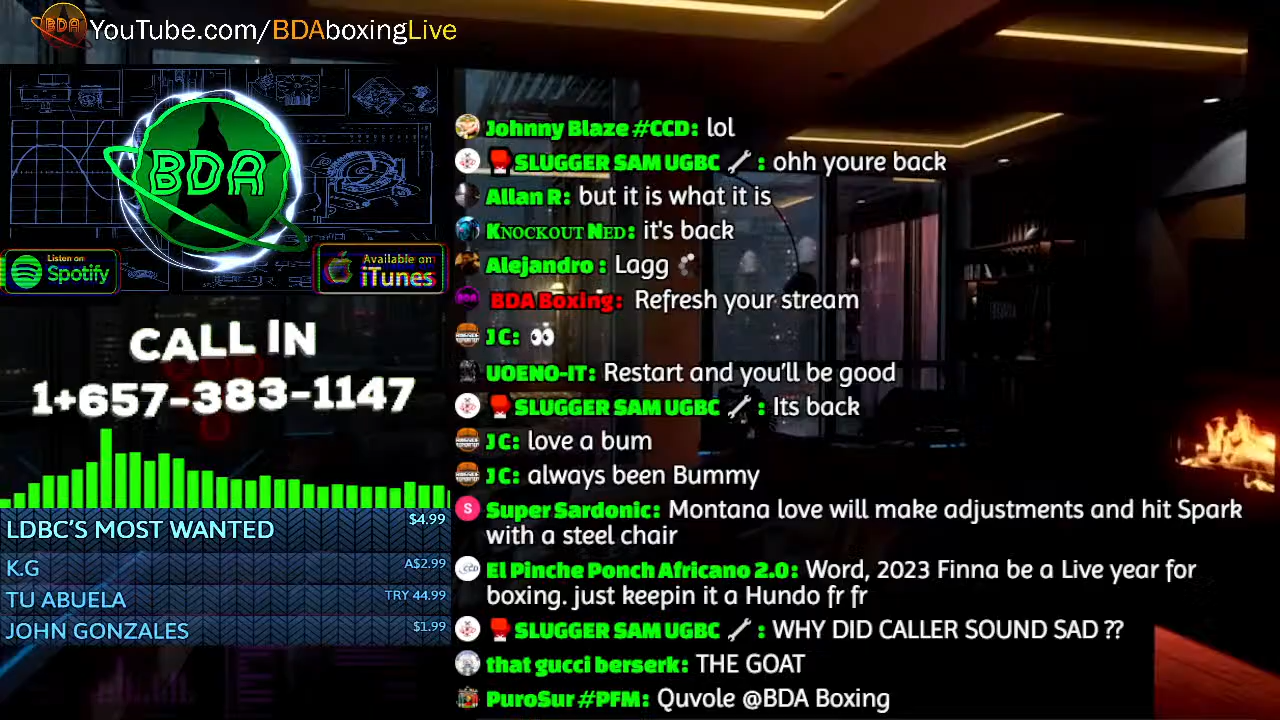 BDA
YouTube.com/BDAboxingLive
BDA
Listen on
Spotify
Available on
iTunes
CALL IN
1+657-383-1147
LDBC'S MOST WANTED $4.99
K.G A$2.99
TU ABUELA TRY 44.99
JOHN GONZALES $1.99
Johnny Blaze #CCD: lol
SLUGGER SAM UGBC : ohh youre back
Allan R: but it is what it is
KNOCKOUT NED: it's back
Alejandro : Lagg
BDA Boxing: Refresh your stream
JC: 👀
UOENO-IT: Restart and you'll be good
SLUGGER SAM UGBC : Its back
JC: love a bum
JC: always been Bummy
S Super Sardonic: Montana love will make adjustments and hit Spark
with a steel chair
El Pinche Ponch Africano 2.0: Word, 2023 Finna be a Live year for
boxing. just keepin it a Hundo fr fr
SLUGGER SAM UGBC : WHY DID CALLER SOUND SAD ??
that gucci berserk: THE GOAT
PuroSur #PFM: Quvole @BDA Boxing